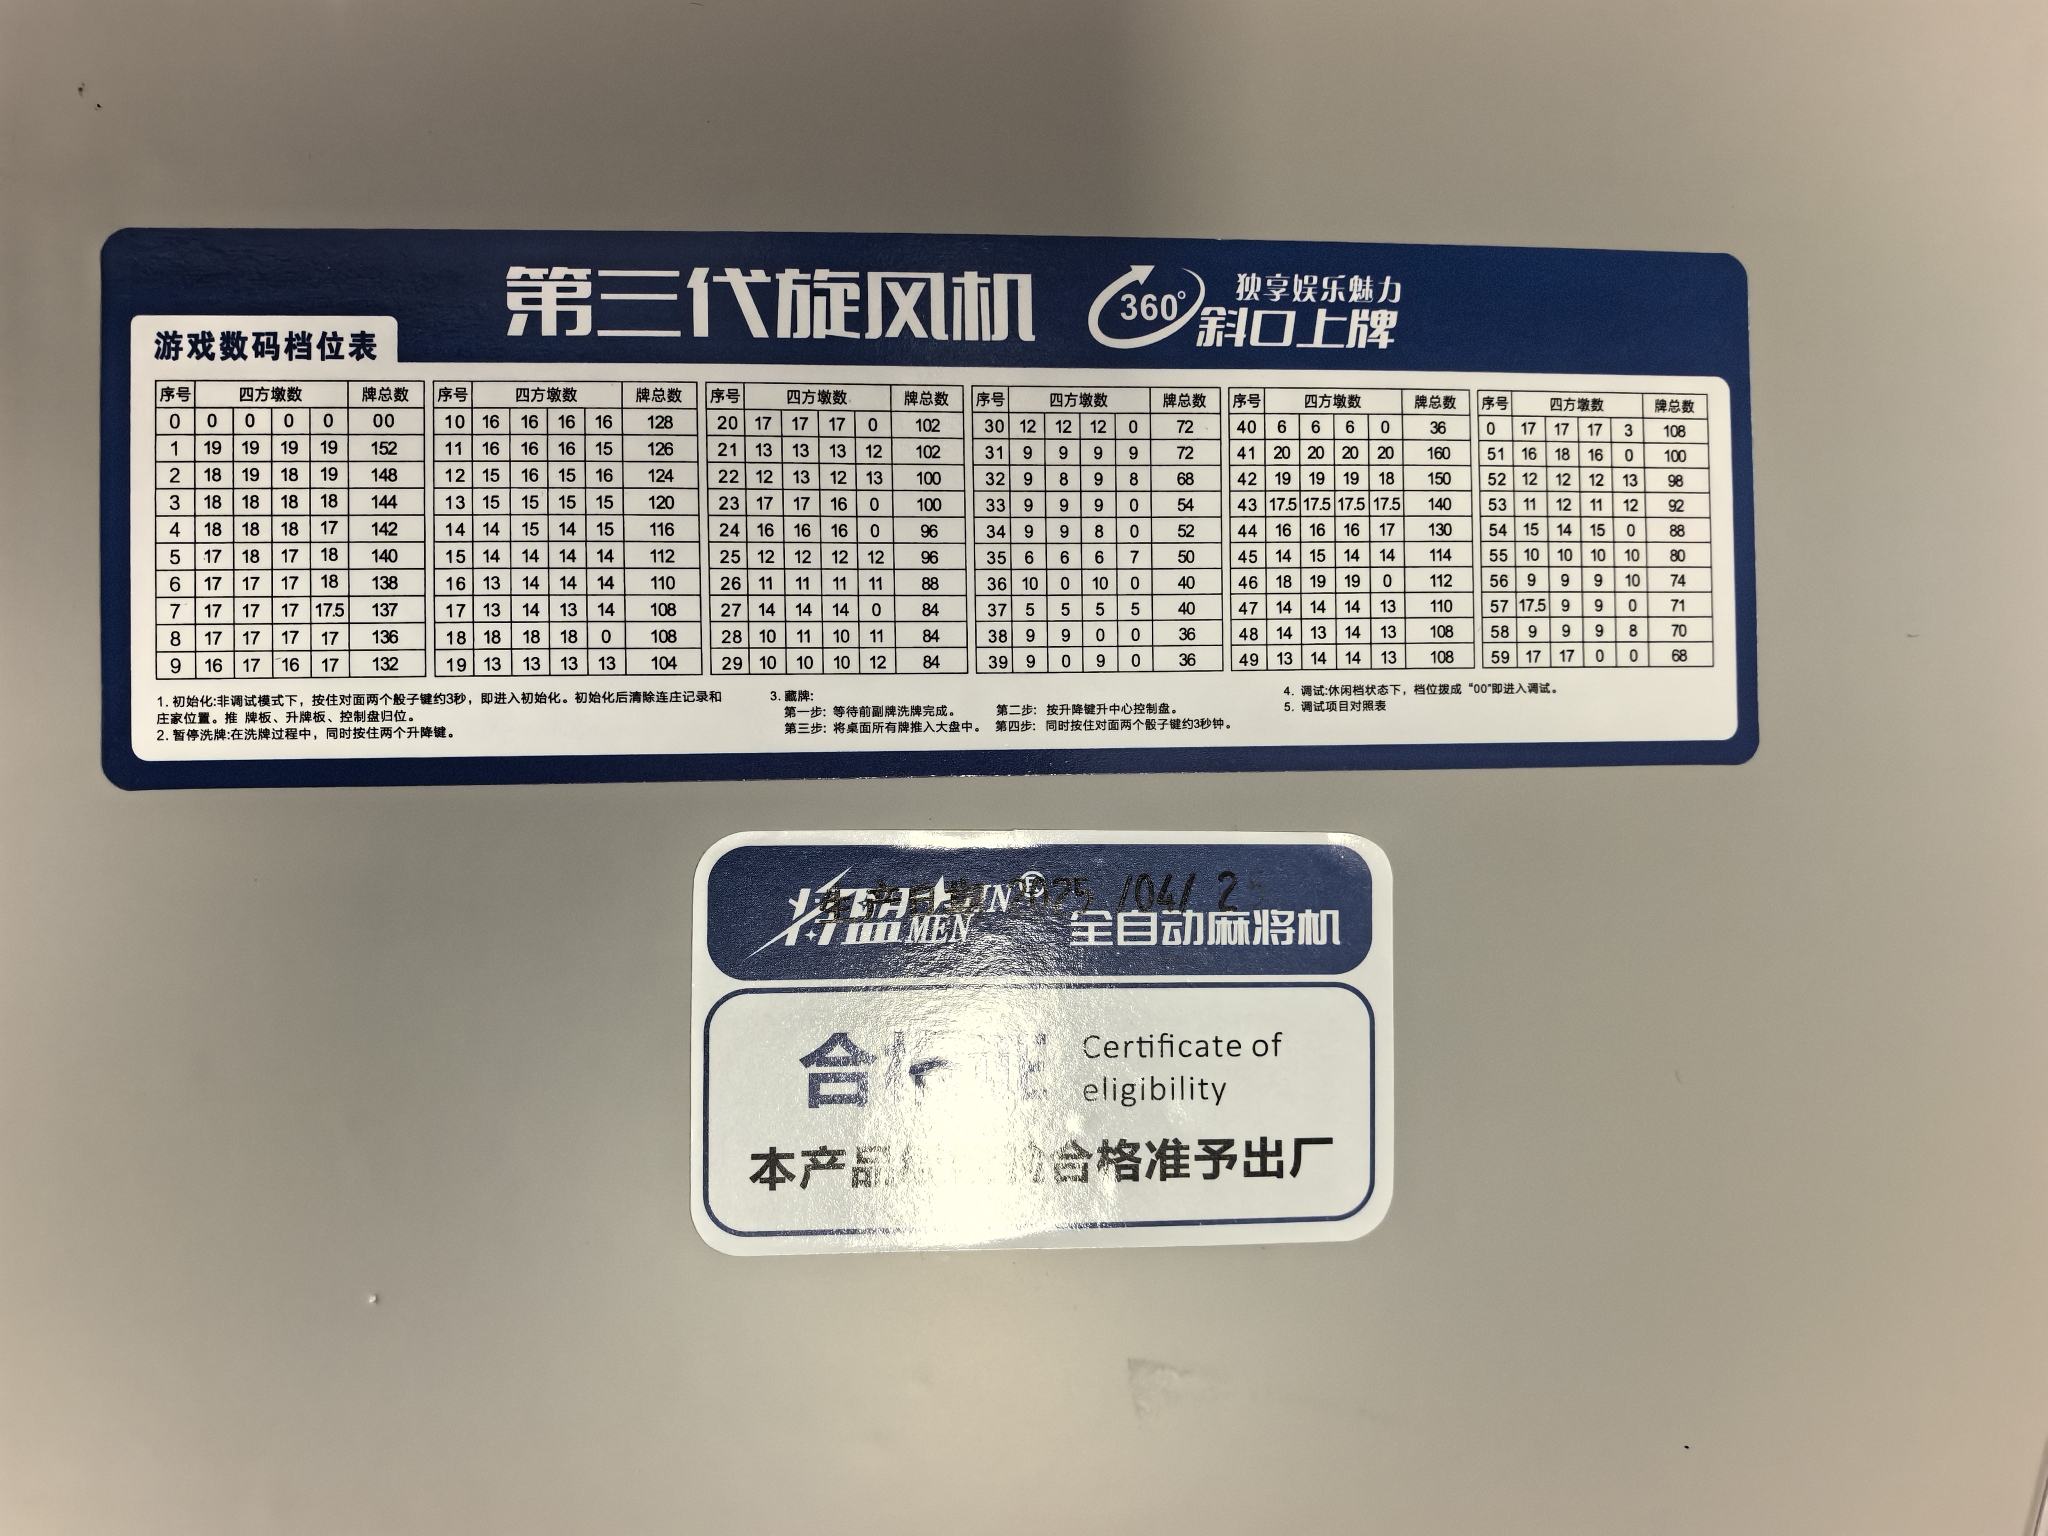 第三代旋风机
360°
独享娱乐魅力
斜口上牌
游戏数码档位表
序号 四方墩数 牌总数
0 0 0 0 0 00
1 19 19 19 19 152
2 18 19 18 19 148
3 18 18 18 18 144
4 18 18 18 17 142
5 17 18 17 18 140
6 17 17 17 18 138
7 17 17 17 17.5 137
8 17 17 17 17 136
9 16 17 16 17 132
序号 四方墩数 牌总数
10 16 16 16 16 128
11 16 16 16 15 126
12 15 16 15 16 124
13 15 15 15 15 120
14 14 15 14 15 116
15 14 14 14 14 112
16 13 14 14 14 110
17 13 14 13 14 108
18 18 18 18 0 108
19 13 13 13 13 104
序号 四方墩数 牌总数
20 17 17 17 0 102
21 13 13 13 12 102
22 12 13 12 13 100
23 17 17 16 0 100
24 16 16 16 0 96
25 12 12 12 12 96
26 11 11 11 11 88
27 14 14 14 0 84
28 10 11 10 11 84
29 10 10 10 12 84
序号 四方墩数 牌总数
30 12 12 12 0 72
31 9 9 9 9 72
32 9 8 9 8 68
33 9 9 9 0 54
34 9 9 8 0 52
35 6 6 6 7 50
36 10 0 10 0 40
37 5 5 5 5 40
38 9 9 0 0 36
39 9 0 9 0 36
序号 四方墩数 牌总数
40 6 6 6 0 36
41 20 20 20 20 160
42 19 19 19 18 150
43 17.5 17.5 17.5 17.5 140
44 16 16 16 17 130
45 14 15 14 14 114
46 18 19 19 0 112
47 14 14 14 13 110
48 14 13 14 13 108
49 13 14 14 13 108
序号 四方墩数 牌总数
0 17 17 17 3 108
51 16 18 16 0 100
52 12 12 12 13 98
53 11 12 11 12 92
54 15 14 15 0 88
55 10 10 10 10 80
56 9 9 9 10 74
57 17.5 9 9 0 71
58 9 9 9 8 70
59 17 17 0 0 68
1. 初始化:非调试模式下，按住对面两个骰子键约3秒，即进入初始化。初始化后清除连庄记录和
庄家位置。推 牌板、升牌板、控制盘归位。
2. 暂停洗牌:在洗牌过程中，同时按住两个升降键。
3. 藏牌:
第一步: 等待前副牌洗牌完成。 第二步: 按升降键升中心控制盘。
第三步: 将桌面所有牌推入大盘中。 第四步: 同时按住对面两个骰子键约3秒钟。
4. 调试:休闲档状态下，档位拨成 “00”即进入调试。
5. 调试项目对照表
生产日期 2025 /04/ 2
MEN
全自动麻将机
合
Certificate of
eligibility
本产品 合格准予出厂